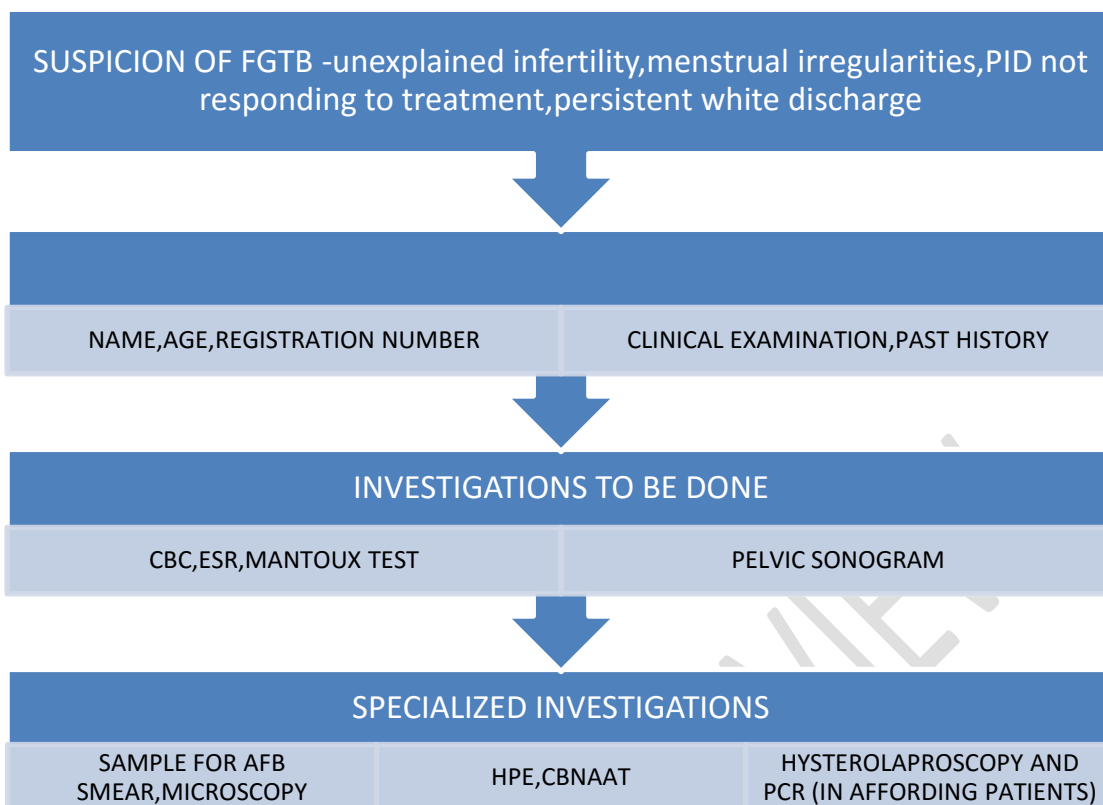 SUSPICION OF FGTB -unexplained infertility,menstrual irregularities,PID not
responding to treatment,persistent white discharge
NAME,AGE,REGISTRATION NUMBER
CLINICAL EXAMINATION,PAST HISTORY
INVESTIGATIONS TO BE DONE
CBC,ESR,MANTOUX TEST
PELVIC SONOGRAM
SPECIALIZED INVESTIGATIONS
SAMPLE FOR AFB
SMEAR,MICROSCOPY
HPE,CBNAAT
HYSTEROLAPROSCOPY AND
PCR (IN AFFORDING PATIENTS)